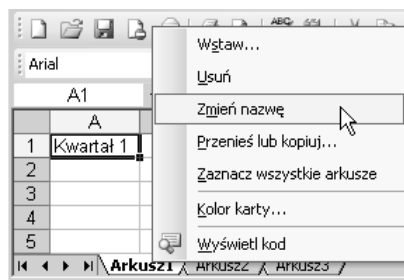 ABC
Wstaw...
Arial
Usuń
A1
Zmień nazwę
A
Przenieś lub kopiuj...
1 Kwartał 1
2
Zaznacz wszystkie arkusze
3
Kolor karty...
4
5
Wyświetl kod
Arkusz1 Arkusz2 Arkusz3